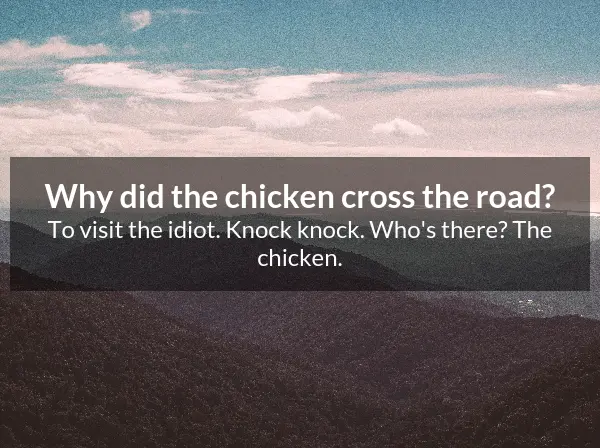 Why did the chicken cross the road?
To visit the idiot. Knock knock. Who's there? The
chicken.